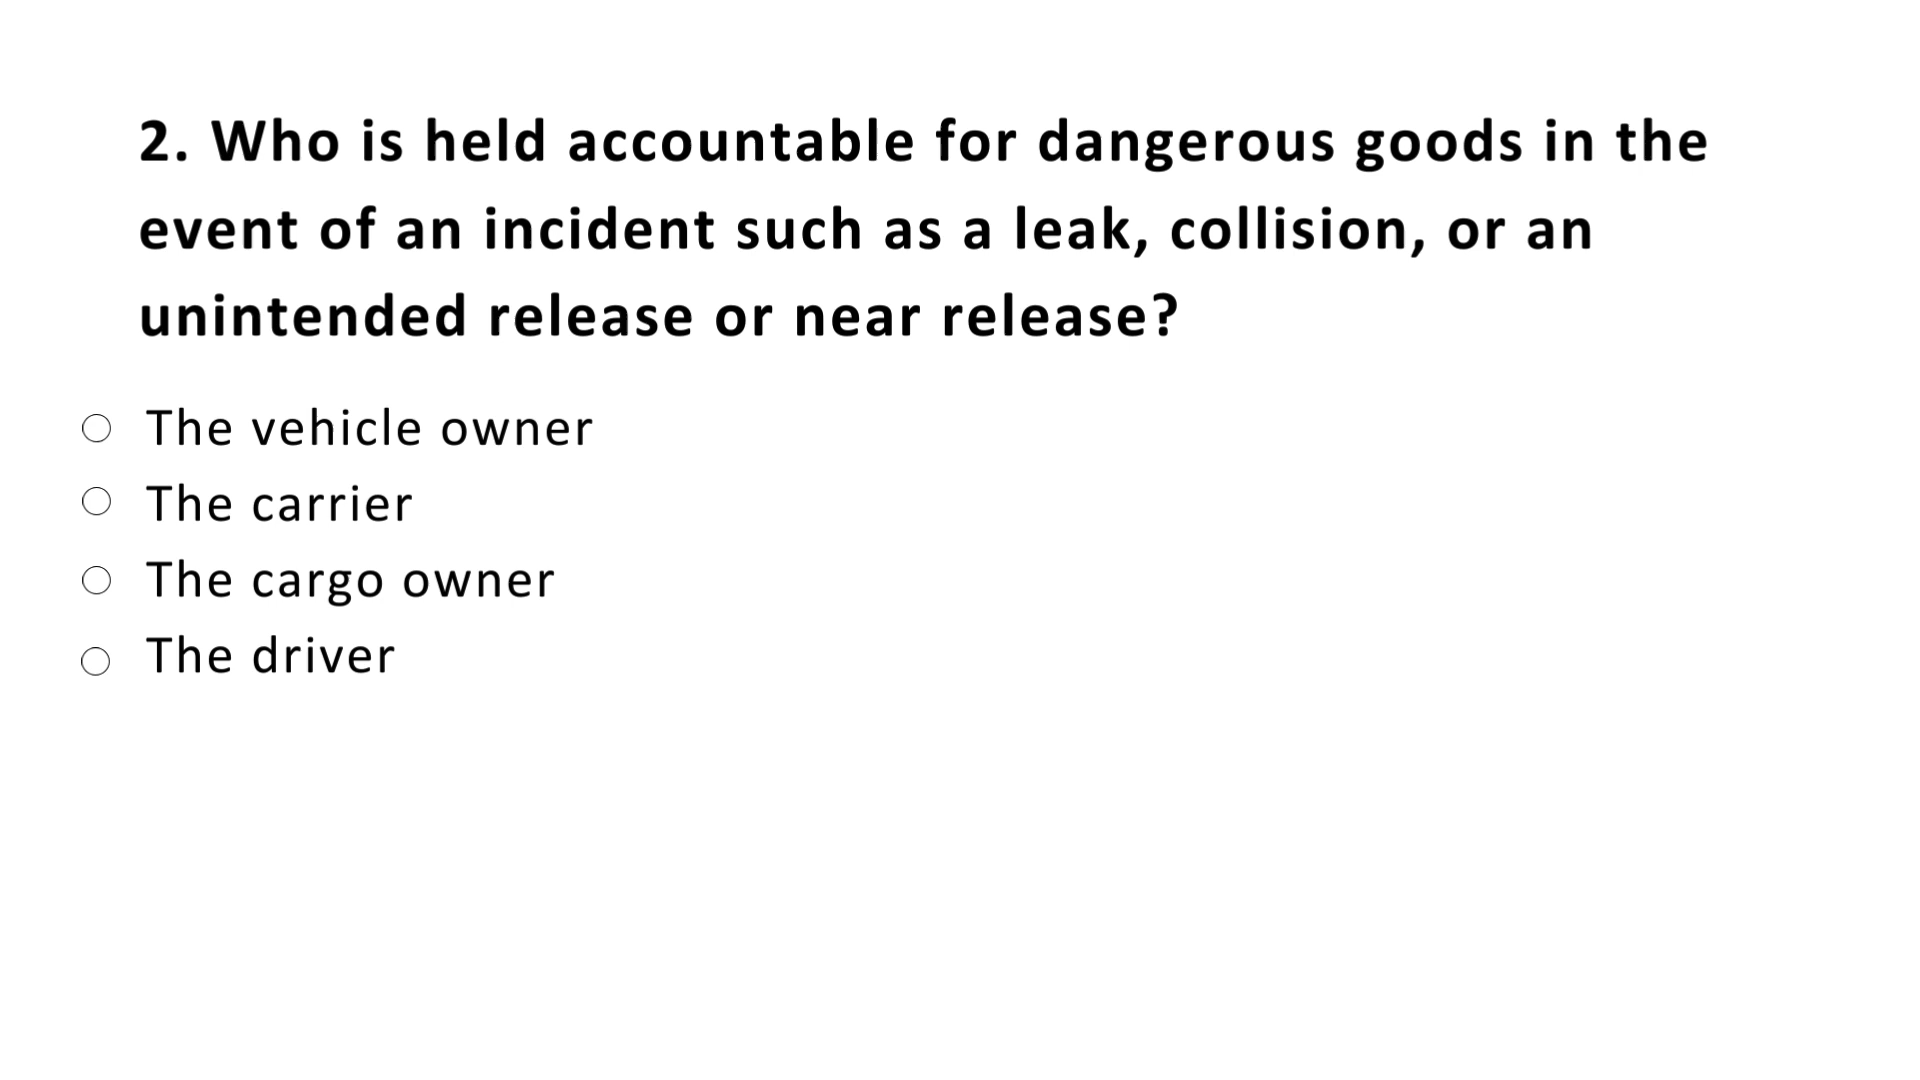 2. Who is held accountable for dangerous goods in the
event of an incident such as a leak, collision, or an
unintended release or near release?
The vehicle owner
The carrier
The cargo owner
The driver